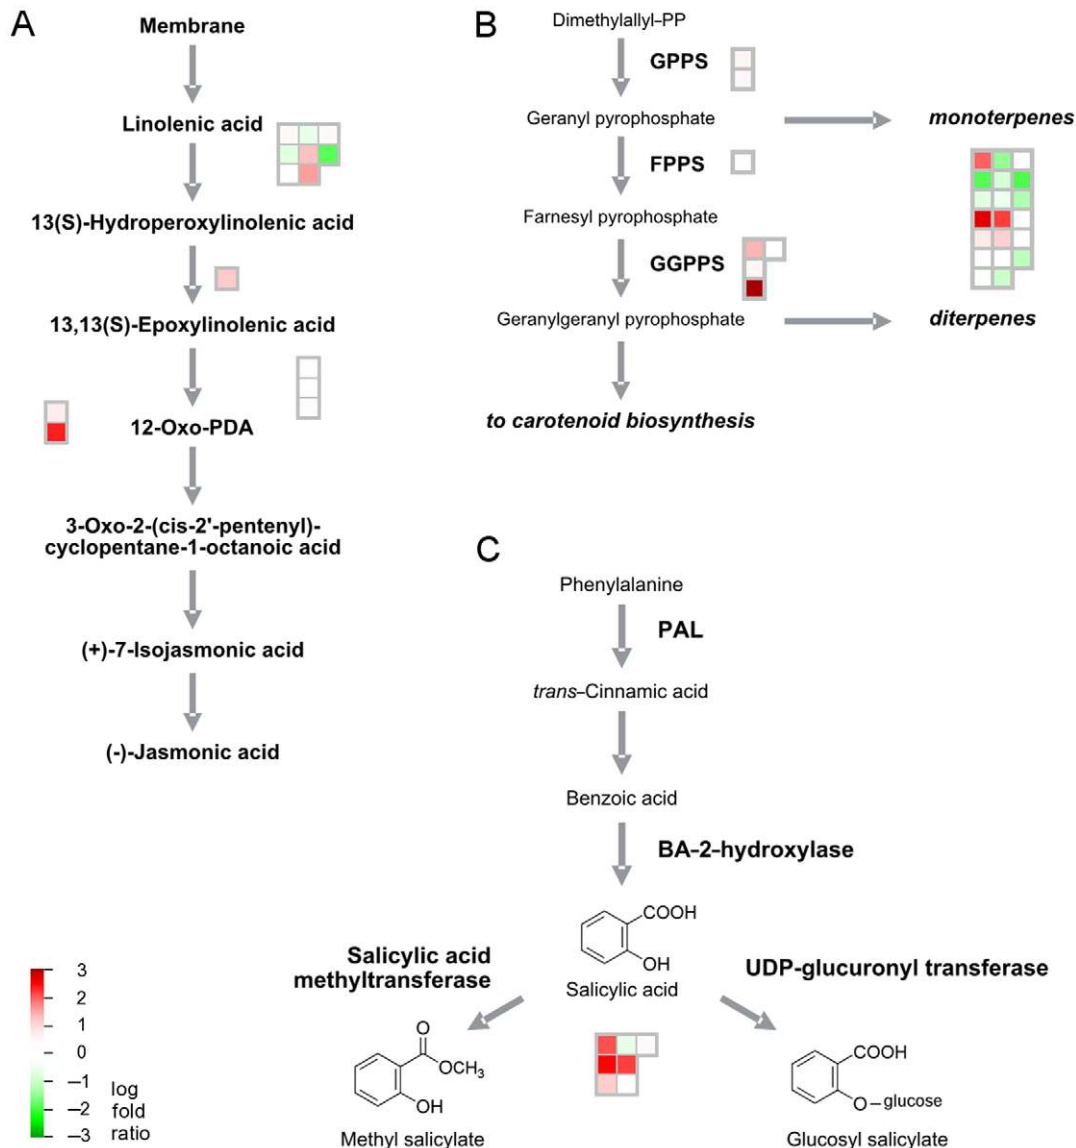 A
Membrane
Linolenic acid
13(S)-Hydroperoxylinolenic acid
13,13(S)-Epoxylinolenic acid
12-Oxo-PDA
3-Oxo-2-(cis-2'-pentenyl)-
cyclopentane-1-octanoic acid
(+)-7-Isojasmonic acid
(-)-Jasmonic acid
B
Dimethylallyl–PP
GPPS
Geranyl pyrophosphate
monoterpenes
FPPS
Farnesyl pyrophosphate
GGPPS
Geranylgeranyl pyrophosphate
diterpenes
to carotenoid biosynthesis
C
Phenylalanine
PAL
trans–Cinnamic acid
Benzoic acid
BA–2–hydroxylase
COOH
OH
Salicylic acid
Salicylic acid
methyltransferase
UDP-glucuronyl transferase
O
OCH₃
OH
Methyl salicylate
COOH
O–glucose
Glucosyl salicylate
3
2
1
0
–1
–2
–3
log
fold
ratio